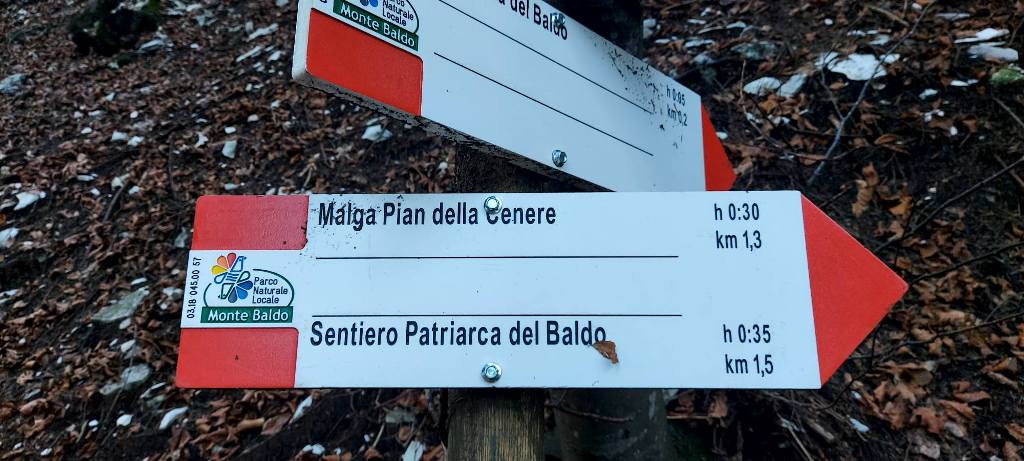 Parco
Naturale
Locale
Monte Baldo
del Baldo
h 0:05
km 0.2
Malga Pian della Cenere
h 0:30
km 1,3
03.18 045.00 57
Parco
Naturale
Locale
Monte Baldo
Sentiero Patriarca del Baldo
h 0:35
km 1,5